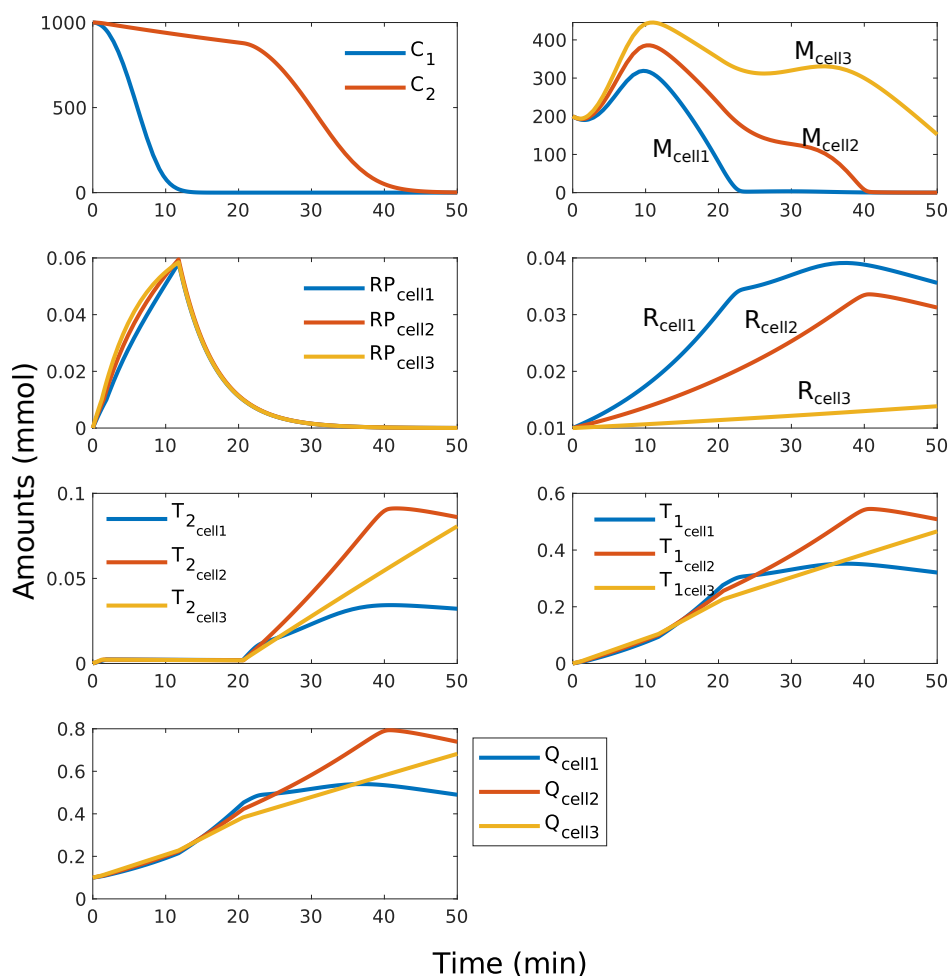 1000
500
0
C1
C2
0 10 20 30 40 50
400
300
200
100
0
Mcell3
Mcell1
Mcell2
0 10 20 30 40 50
0.06
0.04
0.02
0
RPcell1
RPcell2
RPcell3
0 10 20 30 40 50
0.04
0.03
0.02
0.01
Rcell1
Rcell2
Rcell3
0 10 20 30 40 50
Amounts (mmol)
0.1
0.05
0
T2cell1
T2cell2
T2cell3
0 10 20 30 40 50
0.6
0.4
0.2
0
T1cell1
T1cell2
T1cell3
0 10 20 30 40 50
0.8
0.6
0.4
0.2
0
0 10 20 30 40 50
Qcell1
Qcell2
Qcell3
Time (min)